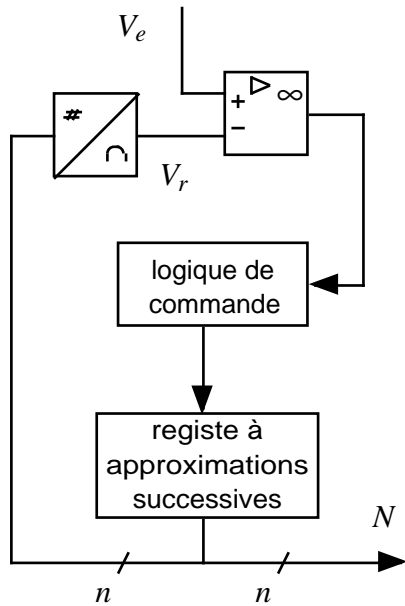 V_e
#
∩
+
−
▷ ∞
V_r
logique de
commande
registe à
approximations
successives
N
n
n